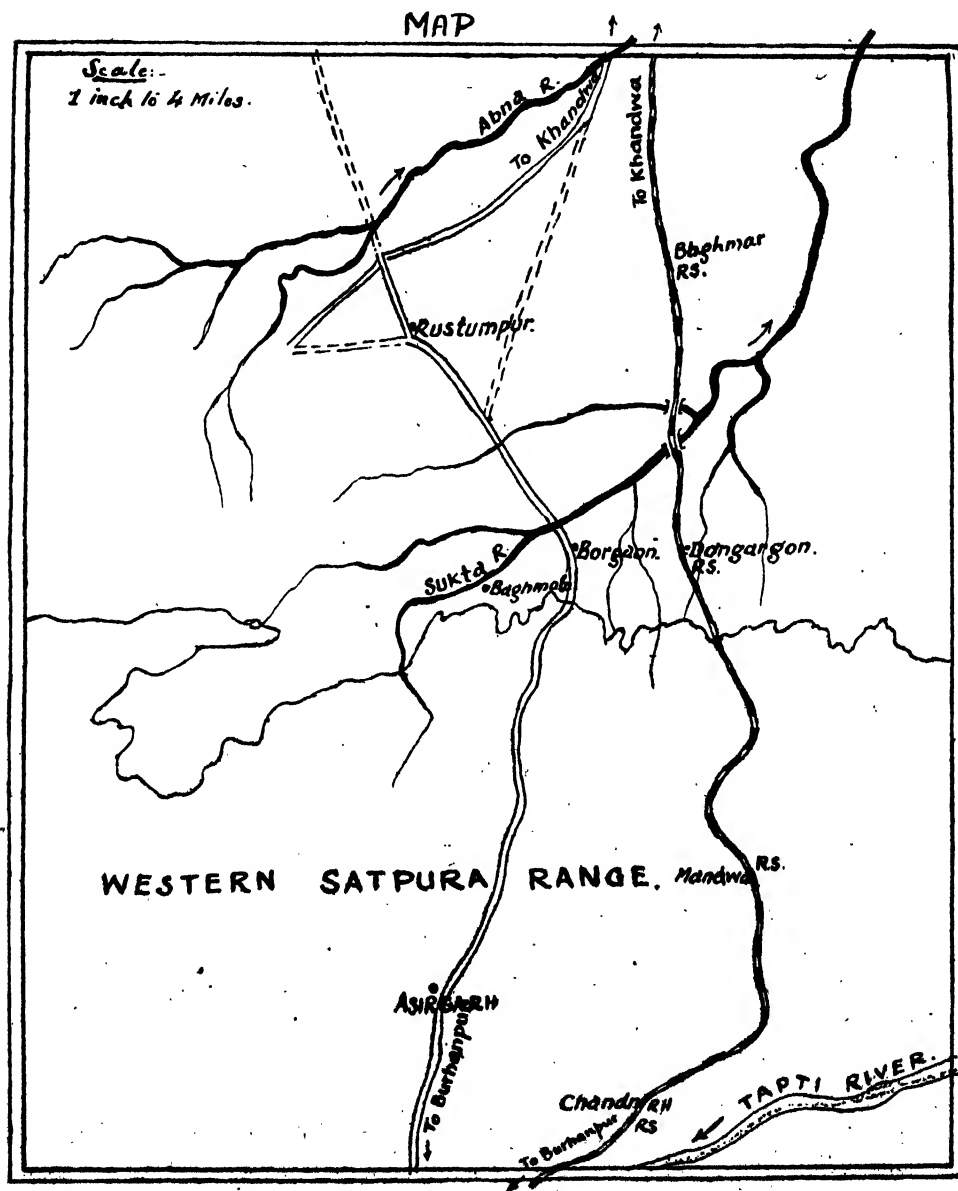 MAP
Scale:-
1 inch to 4 Miles.
Abna R.
To Khandwa
To Khandwa
Baghmar
RS.
Rustumpur.
Borgaon.
Dongargon.
RS.
Sukta R.
Baghmola
WESTERN SATPURA RANGE.
Mandwa RS.
ASIRGARH
To Burhanpur
TAPTI RIVER.
Chandni RH
RS
To Burhanpur